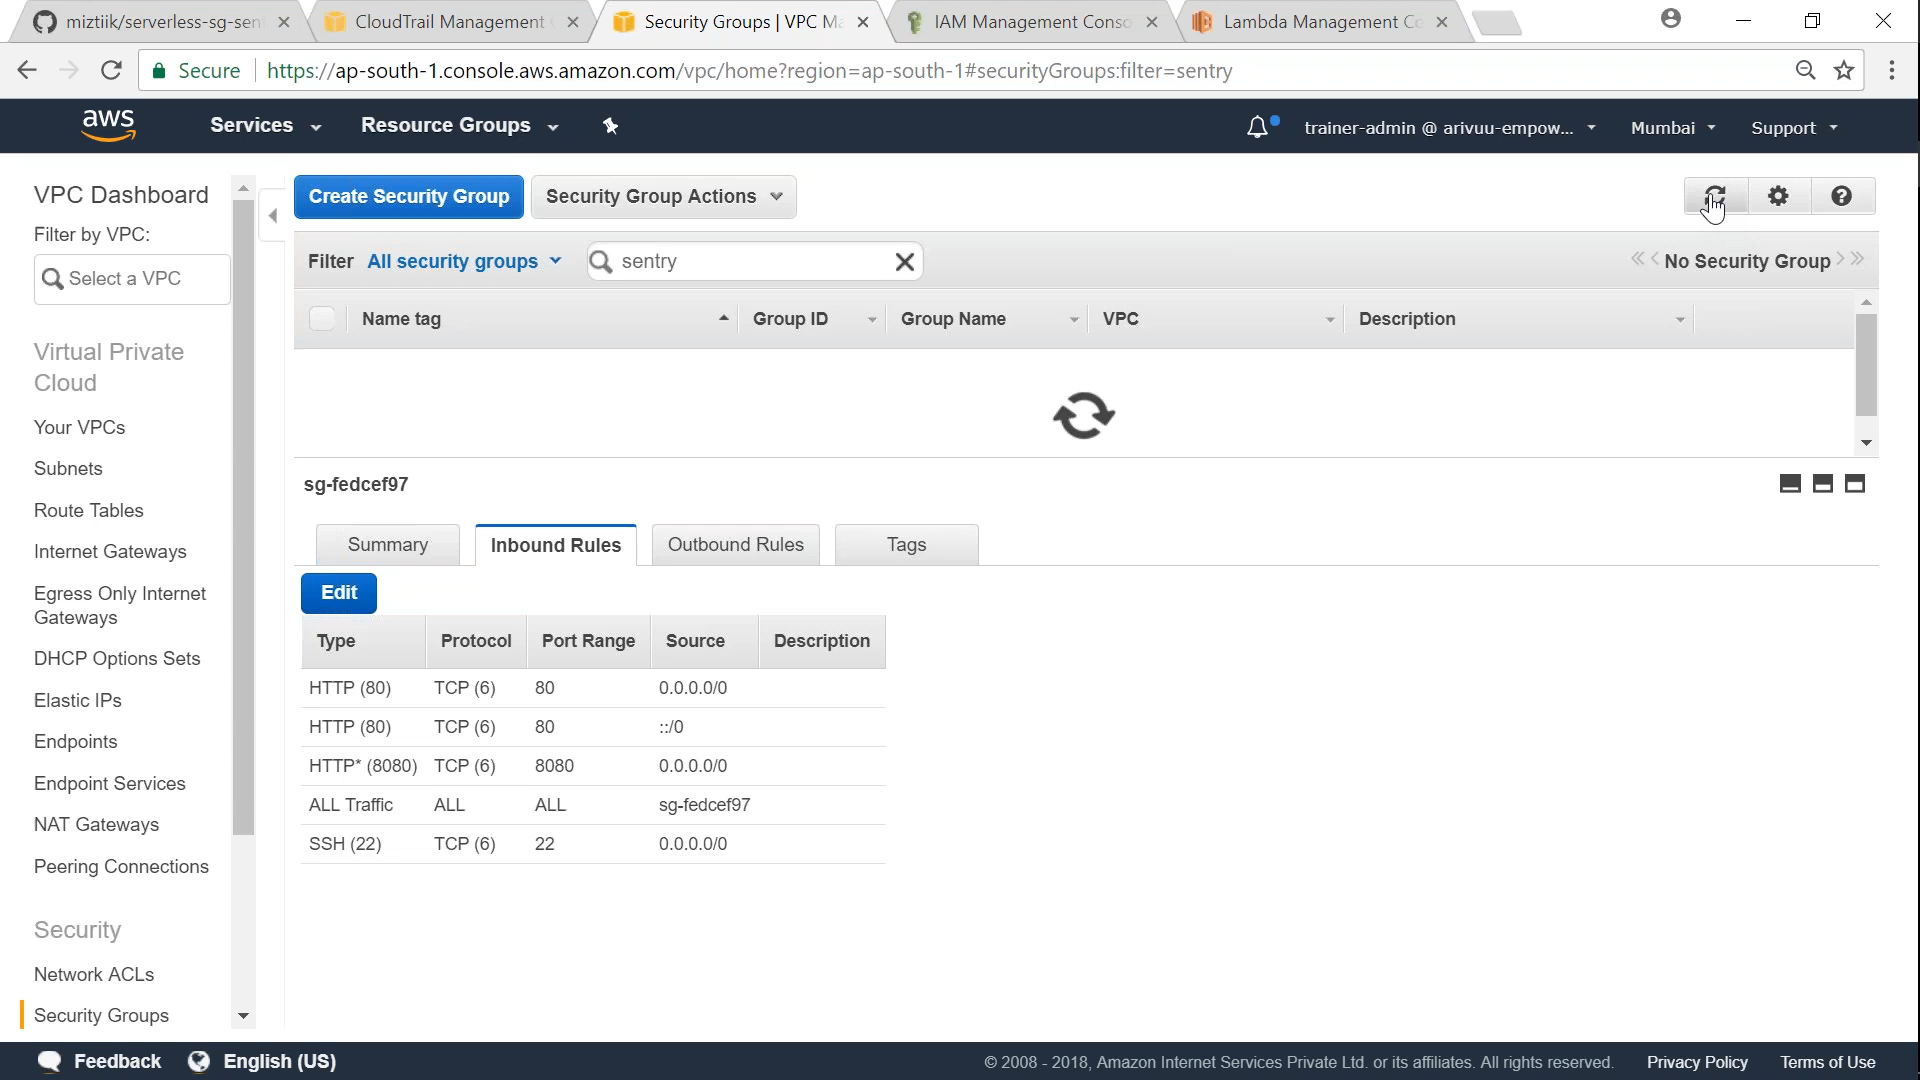 miztiik/serverless-sg-sen
CloudTrail Management
Security Groups | VPC Ma
IAM Management Conso
Lambda Management Co
Secure
https://ap-south-1.console.aws.amazon.com/vpc/home?region=ap-south-1#securityGroups:filter=sentry
aws
Services
Resource Groups
trainer-admin @ arivuu-empow...
Mumbai
Support
VPC Dashboard
Filter by VPC:
Select a VPC
Virtual Private
Cloud
Your VPCs
Subnets
Route Tables
Internet Gateways
Egress Only Internet
Gateways
DHCP Options Sets
Elastic IPs
Endpoints
Endpoint Services
NAT Gateways
Peering Connections
Security
Network ACLs
Security Groups
Create Security Group
Security Group Actions
Filter All security groups
sentry
No Security Group
Name tag Group ID Group Name VPC Description
sg-fedcef97
Summary Inbound Rules Outbound Rules Tags
Edit
Type Protocol Port Range Source Description
HTTP (80) TCP (6) 80 0.0.0.0/0
HTTP (80) TCP (6) 80 ::/0
HTTP* (8080) TCP (6) 8080 0.0.0.0/0
ALL Traffic ALL ALL sg-fedcef97
SSH (22) TCP (6) 22 0.0.0.0/0
Feedback
English (US)
© 2008 - 2018, Amazon Internet Services Private Ltd. or its affiliates. All rights reserved.
Privacy Policy
Terms of Use